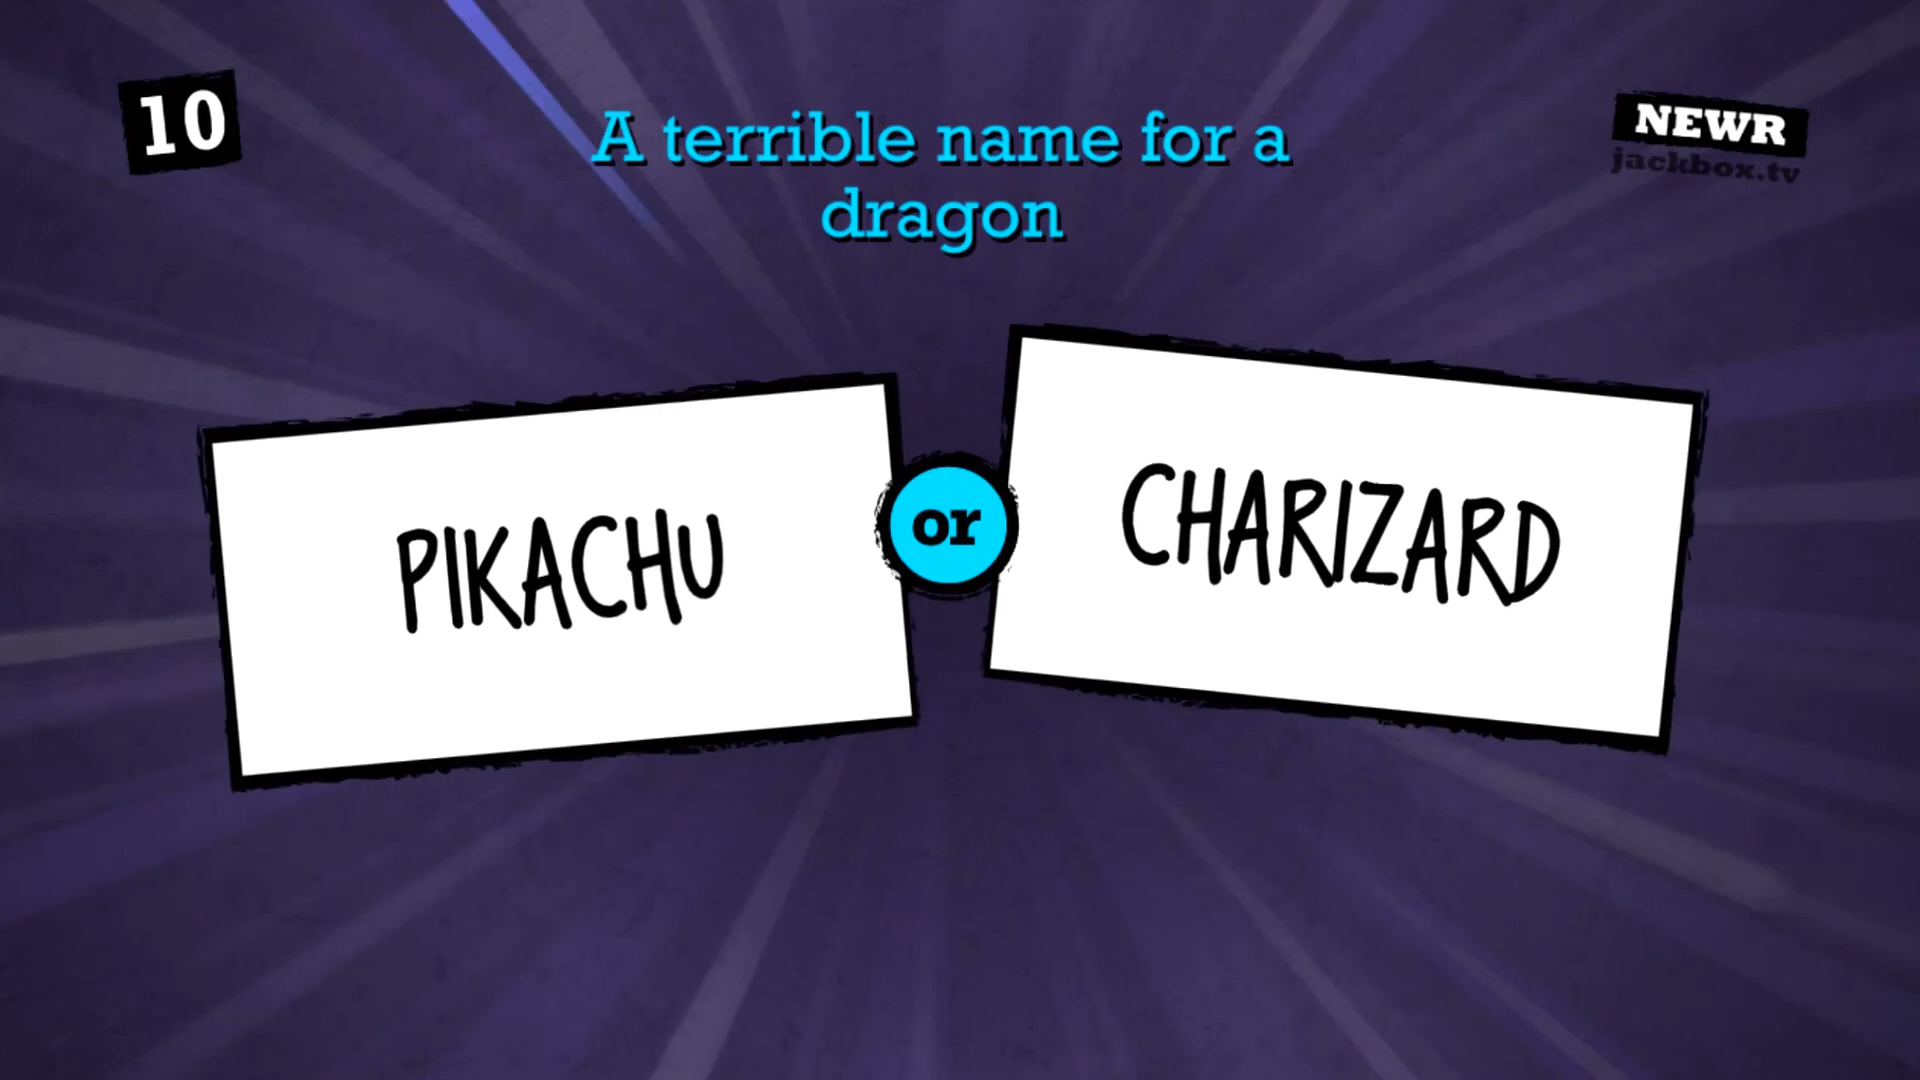 10
A terrible name for a
dragon
NEWR
jackbox.tv
PIKACHU
or
CHARIZARD